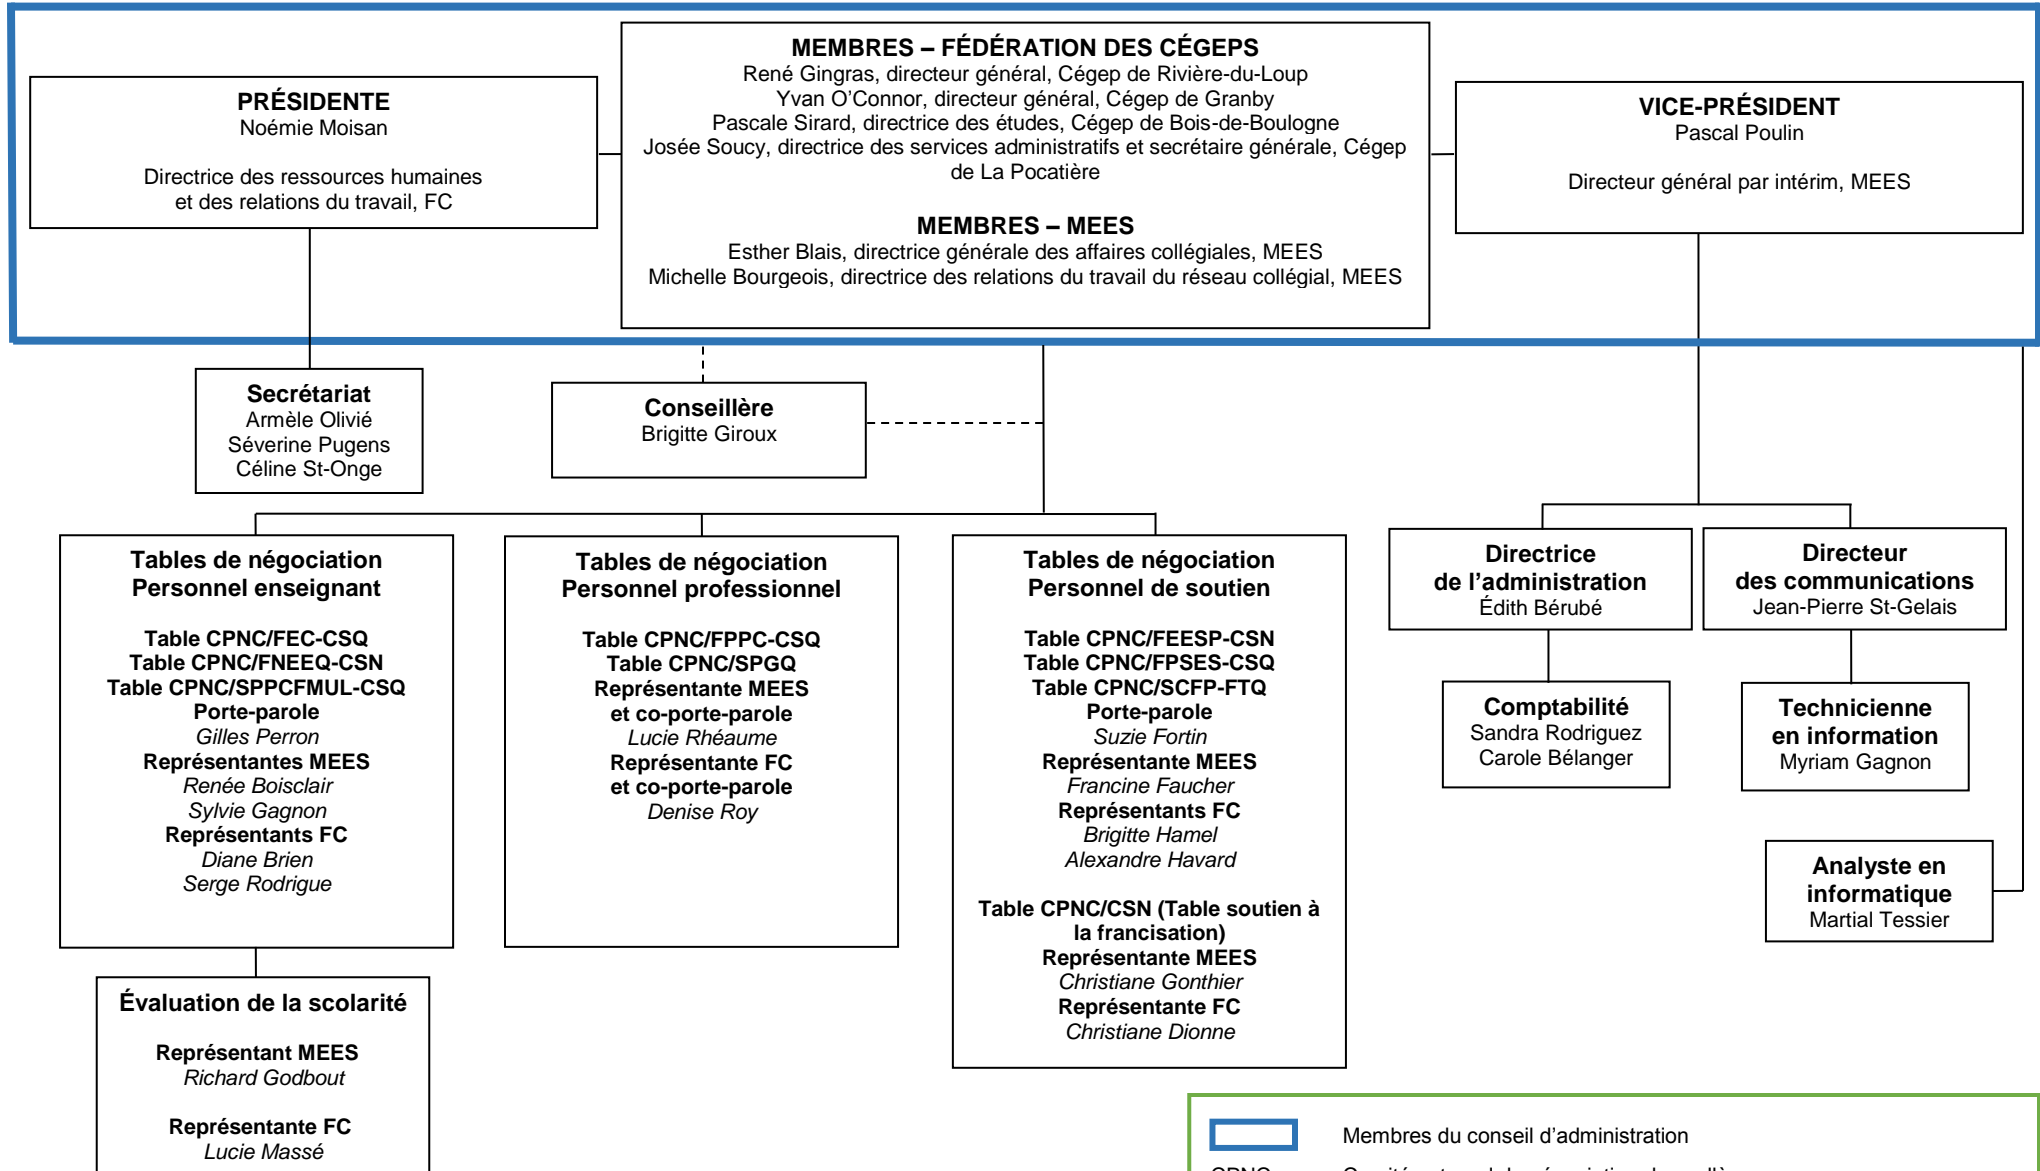 MEMBRES – FÉDÉRATION DES CÉGEPS
René Gingras, directeur général, Cégep de Rivière-du-Loup
Yvan O'Connor, directeur général, Cégep de Granby
Pascale Sirard, directrice des études, Cégep de Bois-de-Boulogne
Josée Soucy, directrice des services administratifs et secrétaire générale, Cégep
de La Pocatière
MEMBRES – MEES
Esther Blais, directrice générale des affaires collégiales, MEES
Michelle Bourgeois, directrice des relations du travail du réseau collégial, MEES
PRÉSIDENTE
Noémie Moisan
Directrice des ressources humaines
et des relations du travail, FC
VICE-PRÉSIDENT
Pascal Poulin
Directeur général par intérim, MEES
Secrétariat
Armèle Olivié
Séverine Pugens
Céline St-Onge
Conseillère
Brigitte Giroux
Tables de négociation
Personnel enseignant
Table CPNC/FEC-CSQ
Table CPNC/FNEEQ-CSN
Table CPNC/SPPCFMUL-CSQ
Porte-parole
Gilles Perron
Représentantes MEES
Renée Boisclair
Sylvie Gagnon
Représentants FC
Diane Brien
Serge Rodrigue
Tables de négociation
Personnel professionnel
Table CPNC/FPPC-CSQ
Table CPNC/SPGQ
Représentante MEES
et co-porte-parole
Lucie Rhéaume
Représentante FC
et co-porte-parole
Denise Roy
Tables de négociation
Personnel de soutien
Table CPNC/FEESP-CSN
Table CPNC/FPSES-CSQ
Table CPNC/SCFP-FTQ
Porte-parole
Suzie Fortin
Représentante MEES
Francine Faucher
Représentants FC
Brigitte Hamel
Alexandre Havard
Table CPNC/CSN (Table soutien à
la francisation)
Représentante MEES
Christiane Gonthier
Représentante FC
Christiane Dionne
Directrice
de l'administration
Édith Bérubé
Directeur
des communications
Jean-Pierre St-Gelais
Comptabilité
Sandra Rodriguez
Carole Bélanger
Technicienne
en information
Myriam Gagnon
Analyste en
informatique
Martial Tessier
Évaluation de la scolarité
Représentant MEES
Richard Godbout
Représentante FC
Lucie Massé
Membres du conseil d'administration